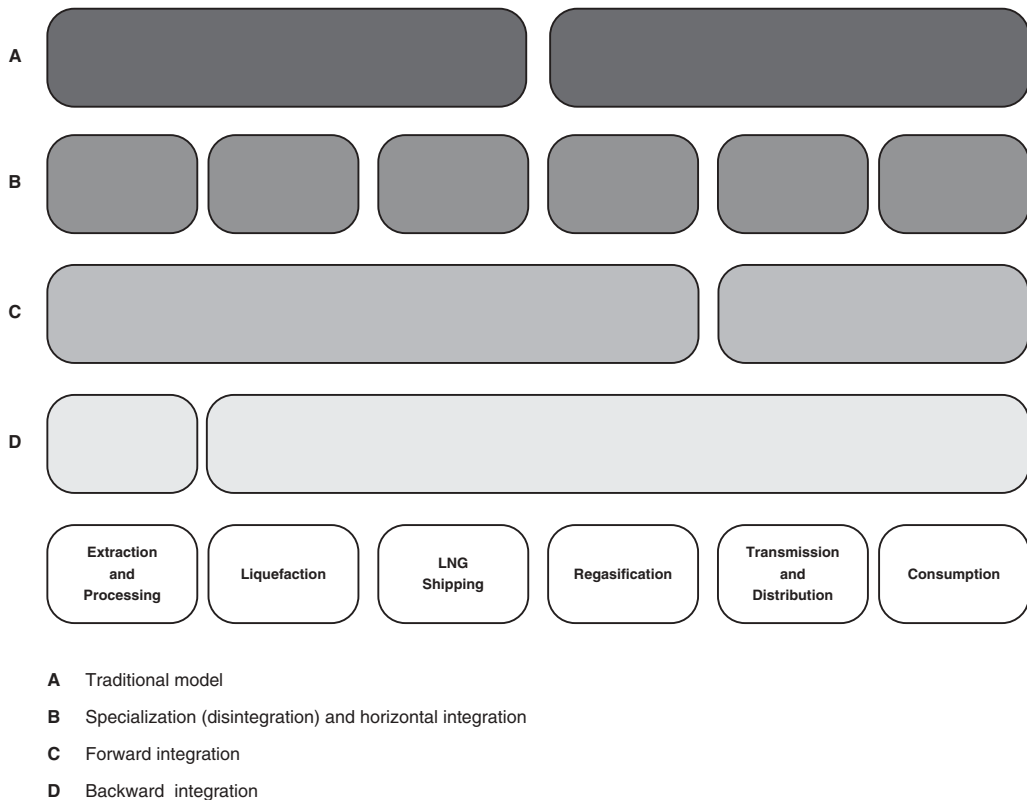 A
B
C
D
Extraction
and
Processing
Liquefaction
LNG
Shipping
Regasification
Transmission
and
Distribution
Consumption
A Traditional model
B Specialization (disintegration) and horizontal integration
C Forward integration
D Backward integration